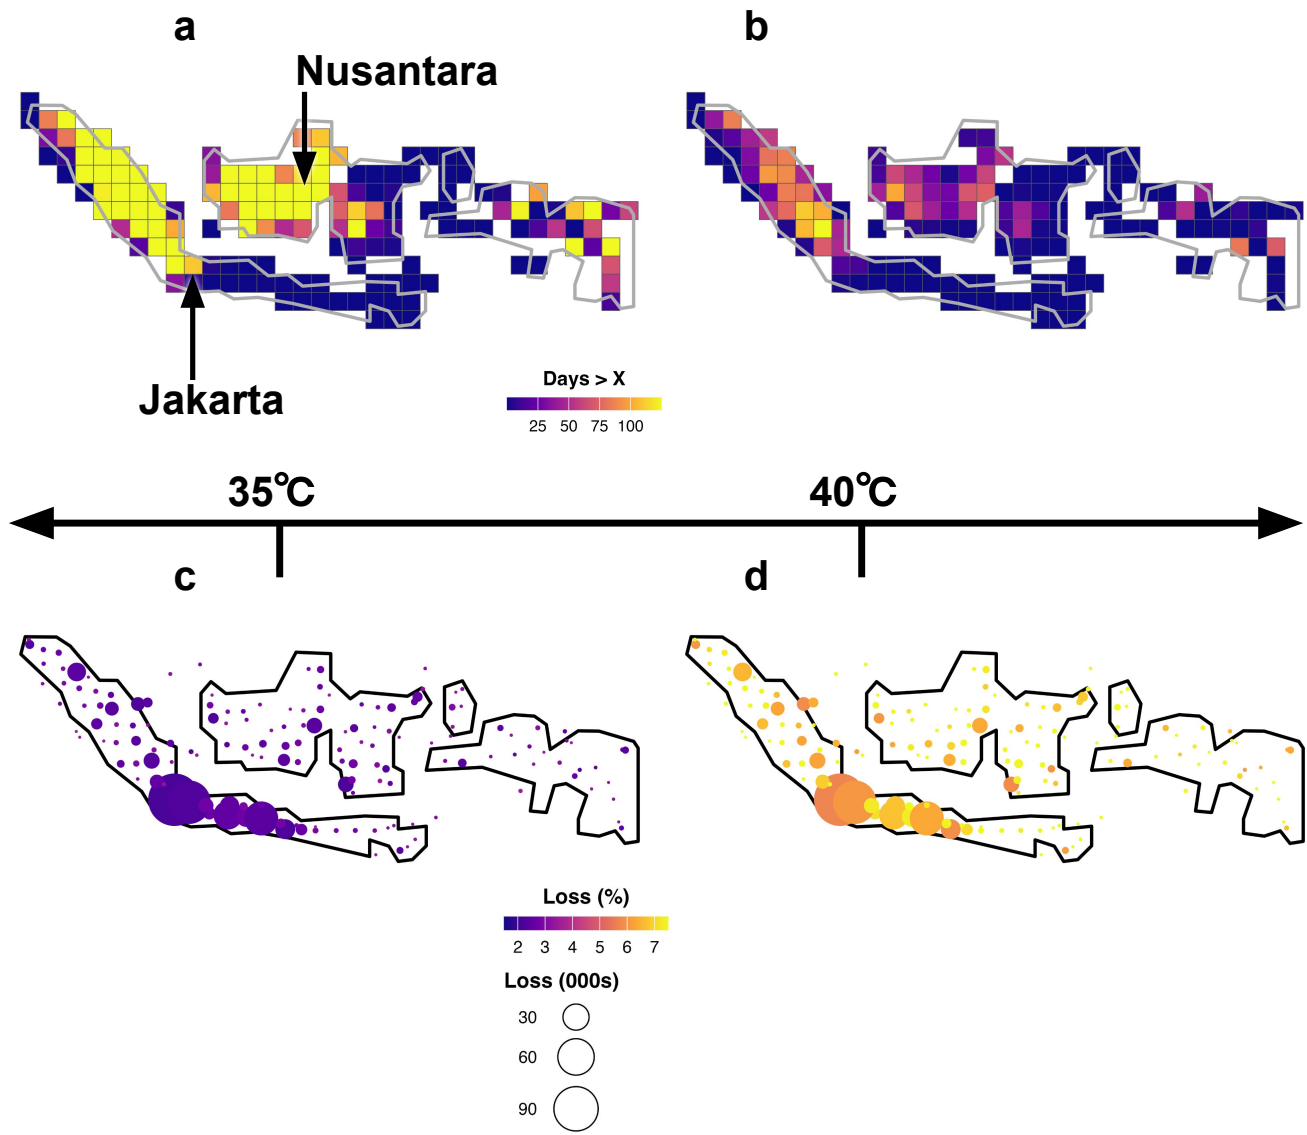 a
b
Nusantara
Jakarta
Days > X
25 50 75 100
35℃
40℃
c
d
Loss (%)
2 3 4 5 6 7
Loss (000s)
30
60
90